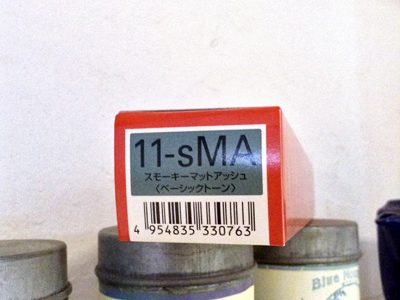 11-sMA
スモーキーマットアッシュ
〈ベーシックトーン〉
4 954835 330763
Blue